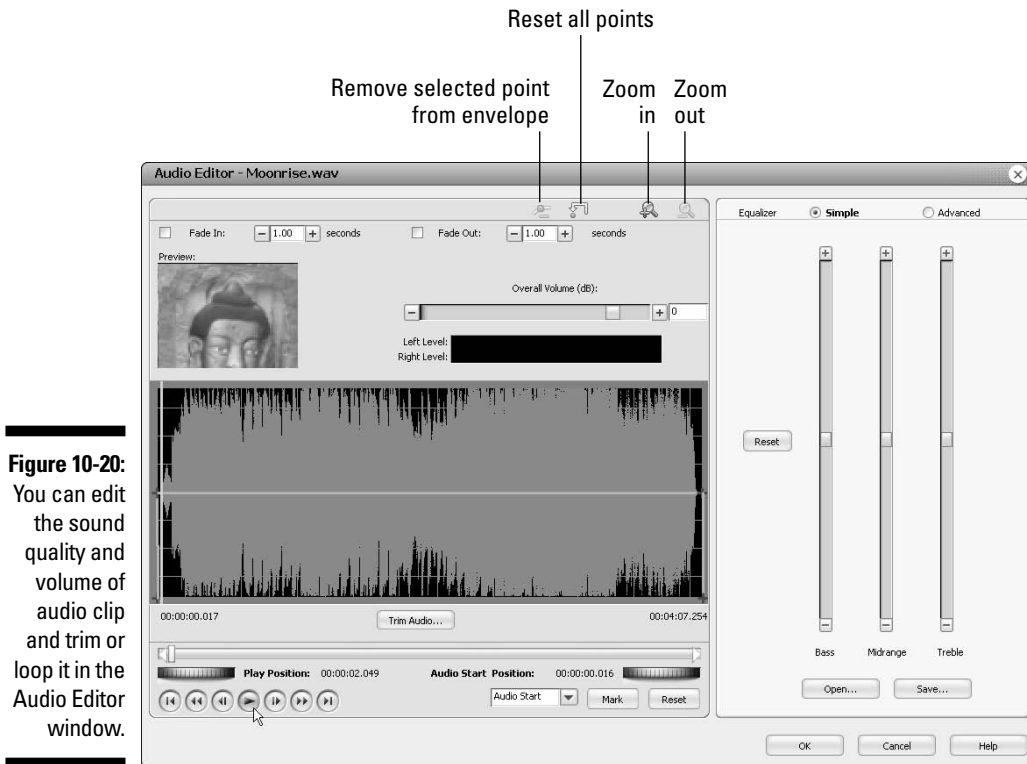 Reset all points
Remove selected point
from envelope
Zoom
in
Zoom
out
Audio Editor - Moonrise.wav
Fade In: 1.00 seconds
Fade Out: 1.00 seconds
Preview:
Overall Volume (dB):
0
Left Level:
Right Level:
00:00:00.017
Trim Audio...
00:04:07.254
Play Position: 00:00:02.049
Audio Start Position: 00:00:00.016
Audio Start
Mark
Reset
Equalizer
Simple
Advanced
Reset
Bass
Midrange
Treble
Open...
Save...
OK
Cancel
Help
Figure 10-20:
You can edit
the sound
quality and
volume of
audio clip
and trim or
loop it in the
Audio Editor
window.